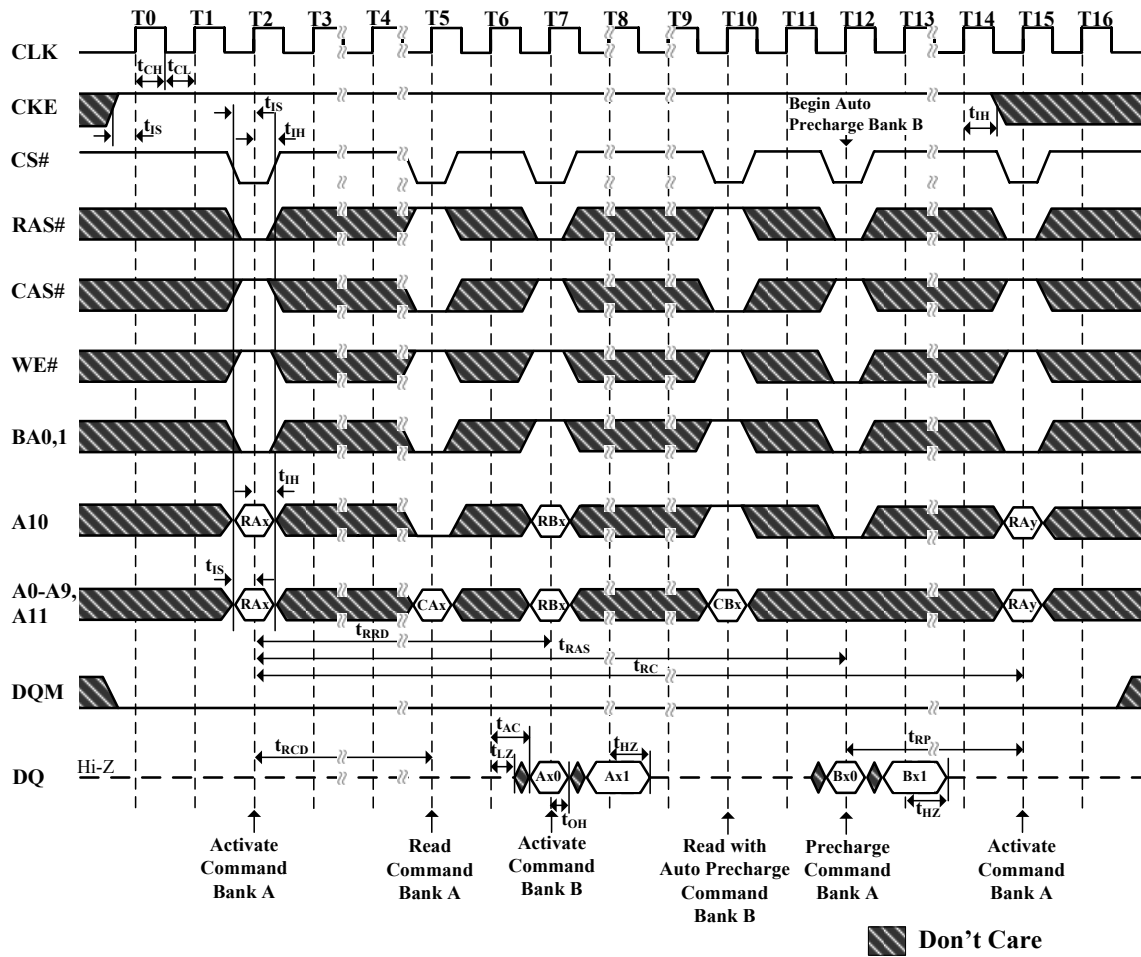 T0 T1 T2 T3 T4 T5 T6 T7 T8 T9 T10 T11 T12 T13 T14 T15 T16
CLK
tCH tCL
CKE
tIS
tIS
tIH
Begin Auto
Precharge Bank B
tIH
CS#
RAS#
CAS#
WE#
BA0,1
tIH
A10
RAx RBx RAy
tIS
A0-A9,
A11
RAx CAx RBx CBx RAy
tRRD
tRAS
tRC
DQM
tAC
tRCD
tLZ
tHZ
tRP
DQ
Hi-Z
Ax0 Ax1 Bx0 Bx1
tOH
tHZ
Activate
Command
Bank A
Read
Command
Bank A
Activate
Command
Bank B
Read with
Auto Precharge
Command
Bank B
Precharge
Command
Bank A
Activate
Command
Bank A
Don't Care